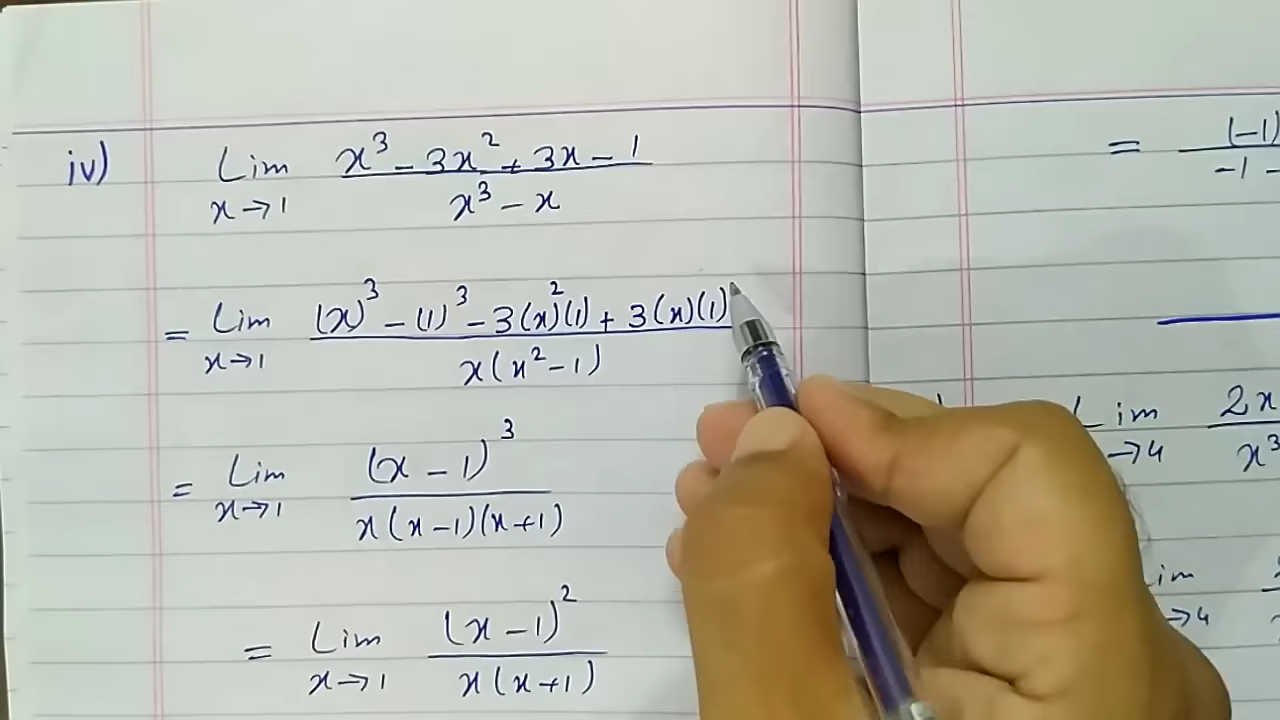 iv) Lim x→1 x³ - 3x² + 3x - 1 / x³ - x
= Lim x→1 (x)³ - (1)³ - 3(x)²(1) + 3(x)(1) / x(x² - 1)
= Lim x→1 (x - 1)³ / x(x-1)(x+1)
= Lim x→1 (x - 1)² / x(x+1)
= (-1) / -1 -
Lim →4 2x / x³
im →4